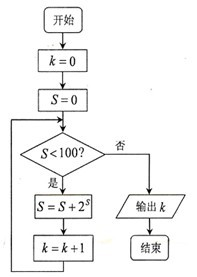 开始
k=0
S=0
S<100?
否
是
S=S+2^S
输出 k
k=k+1
结束